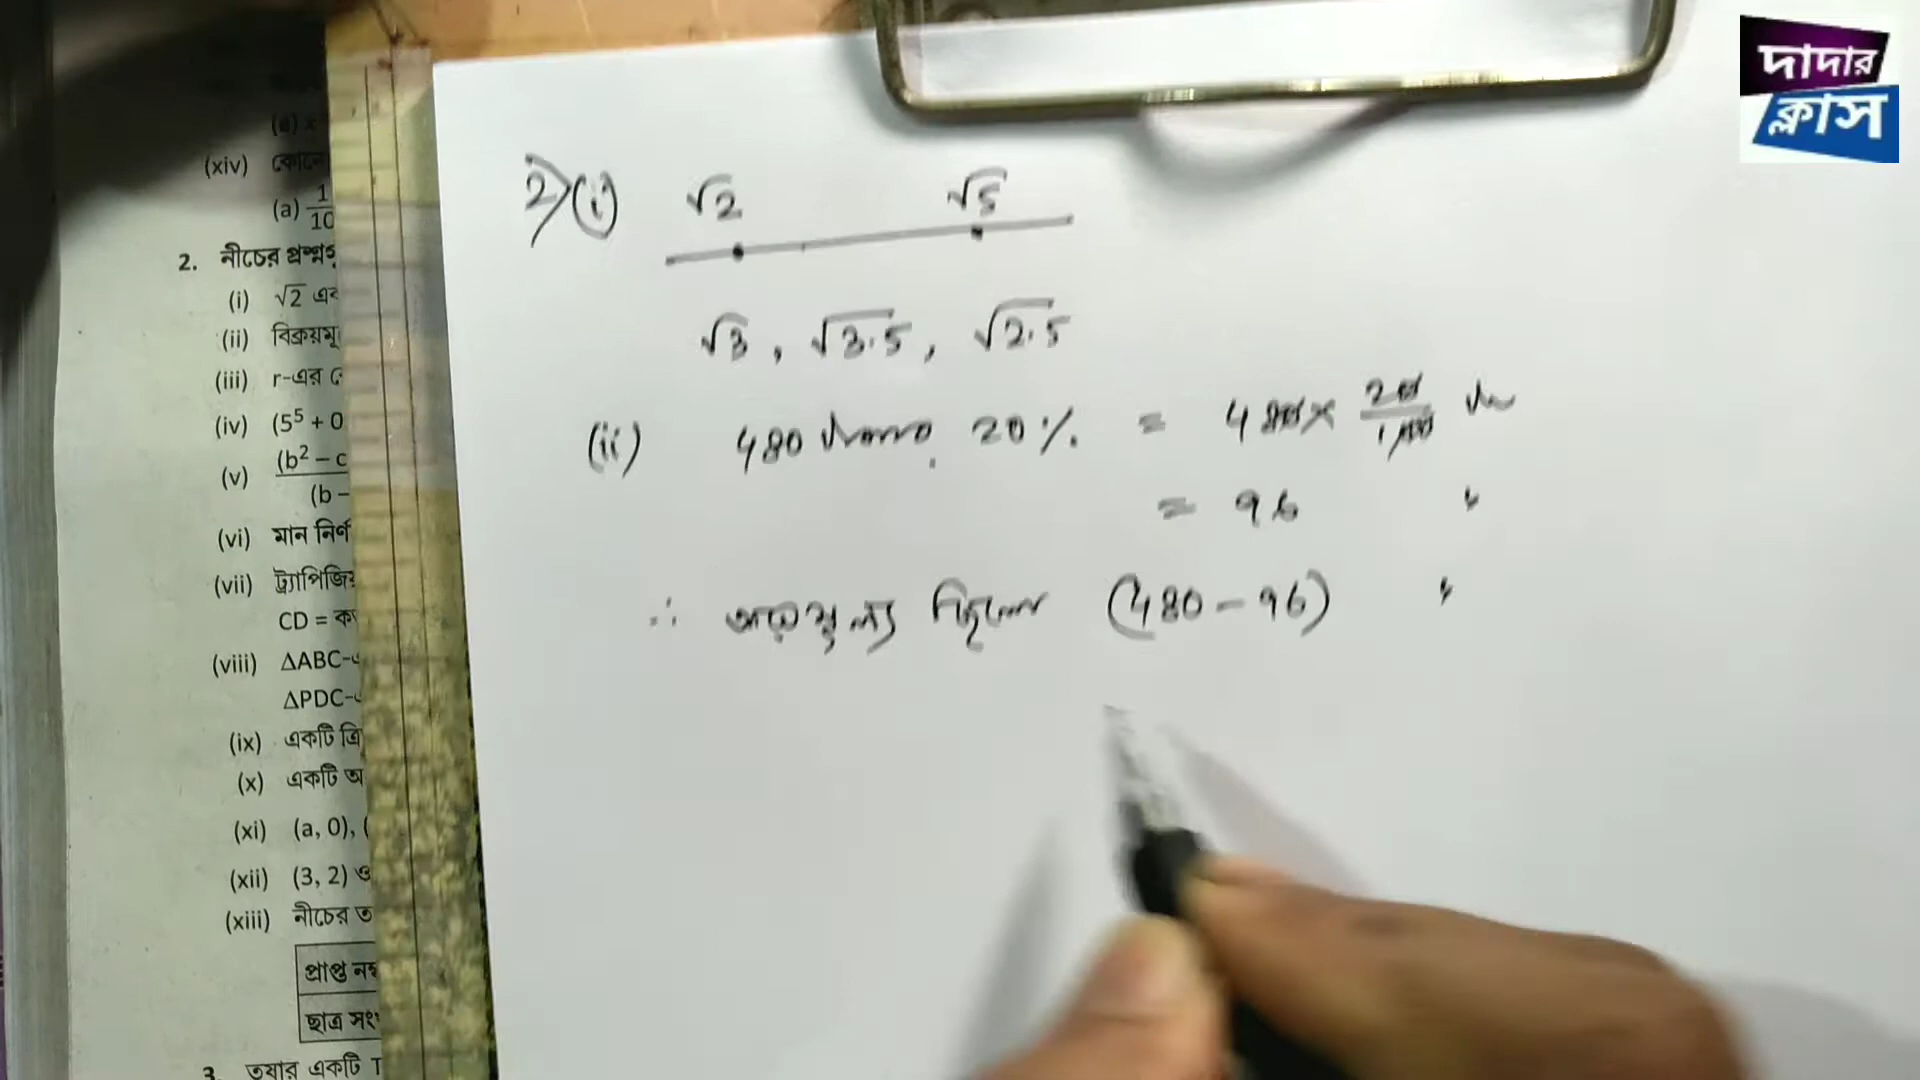 দাদার
ক্লাস
(a) x
(xiv) কোনো
(a) 1/10
2. নীচের প্রশ্নগু
(i) √2 এব
(ii) বিক্রয়মূ
(iii) r-এর
(iv) (5⁵ + 0
(v) (b² – c
(b –
(vi) মান নির্ণ
(vii) ট্র্যাপিজিয়
CD = ক
(viii) ΔABC-এ
ΔPDC-
(ix) একটি ত্রি
(x) একটি আ
(xi) (a, 0), (
(xii) (3, 2) ও
(xiii) নীচের ত
প্রাপ্ত নম্ব
ছাত্র সংখ
3. তষার একটি T
2) (i) √2 √5
√3 , √3.5 , √2.5
(ii) 480 টাকার 20% = 480 × 20/100
= 96 "
∴ ক্রয়মূল্য ছিল (480 – 96) "